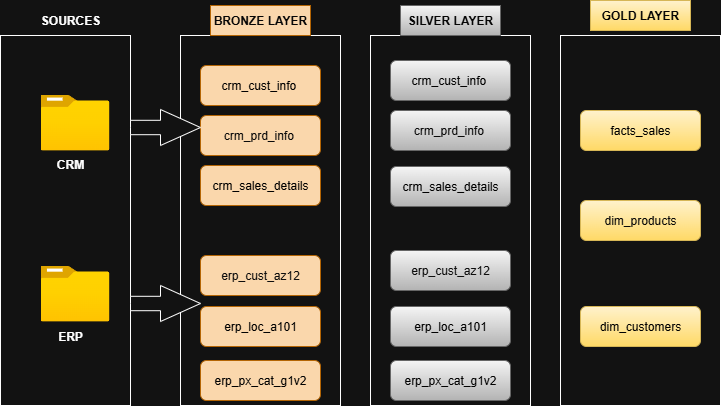 SOURCES
CRM
ERP
BRONZE LAYER
crm_cust_info
crm_prd_info
crm_sales_details
erp_cust_az12
erp_loc_a101
erp_px_cat_g1v2
SILVER LAYER
crm_cust_info
crm_prd_info
crm_sales_details
erp_cust_az12
erp_loc_a101
erp_px_cat_g1v2
GOLD LAYER
facts_sales
dim_products
dim_customers